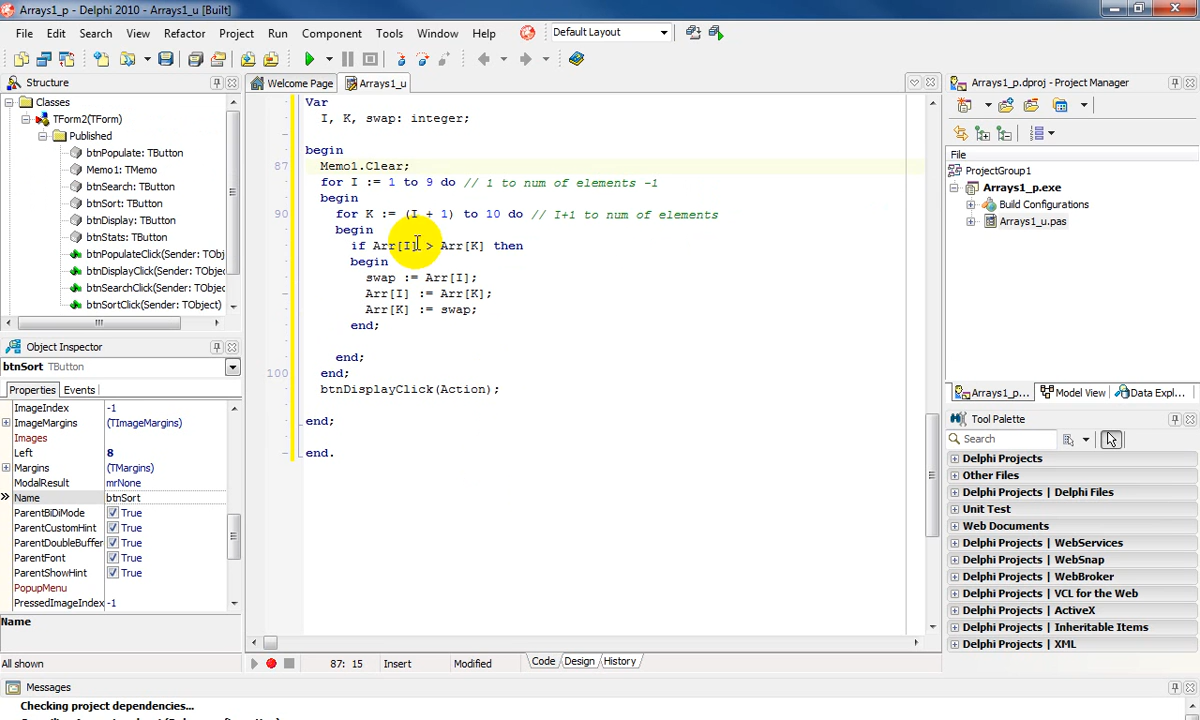 Arrays1_p - Delphi 2010 - Arrays1_u [Built]
File Edit Search View Refactor Project Run Component Tools Window Help Default Layout
Structure
Classes
TForm2(TForm)
Published
btnPopulate: TButton
Memo1: TMemo
btnSearch: TButton
btnSort: TButton
btnDisplay: TButton
btnStats: TButton
btnPopulateClick(Sender: TObj
btnDisplayClick(Sender: TObje
btnSearchClick(Sender: TObje
btnSortClick(Sender: TObject)
Object Inspector
btnSort TButton
Properties Events
ImageIndex -1
ImageMargins (TImageMargins)
Images
Left 8
Margins (TMargins)
ModalResult mrNone
Name btnSort
ParentBiDiMode True
ParentCustomHint True
ParentDoubleBuffer True
ParentFont True
ParentShowHint True
PopupMenu
PressedImageIndex -1
Name
All shown
Welcome Page Arrays1_u
Var
I, K, swap: integer;
begin
87 Memo1.Clear;
for I := 1 to 9 do // 1 to num of elements -1
begin
90 for K := (I + 1) to 10 do // I+1 to num of elements
begin
if Arr[I] > Arr[K] then
begin
swap := Arr[I];
Arr[I] := Arr[K];
Arr[K] := swap;
end;
end;
100 end;
btnDisplayClick(Action);
end;
end.
87: 15 Insert Modified Code Design History
Arrays1_p.dproj - Project Manager
File
ProjectGroup1
Arrays1_p.exe
Build Configurations
Arrays1_u.pas
Arrays1_p... Model View Data Expl...
Tool Palette
Search
Delphi Projects
Other Files
Delphi Projects | Delphi Files
Unit Test
Web Documents
Delphi Projects | WebServices
Delphi Projects | WebSnap
Delphi Projects | WebBroker
Delphi Projects | VCL for the Web
Delphi Projects | ActiveX
Delphi Projects | Inheritable Items
Delphi Projects | XML
Messages
Checking project dependencies...